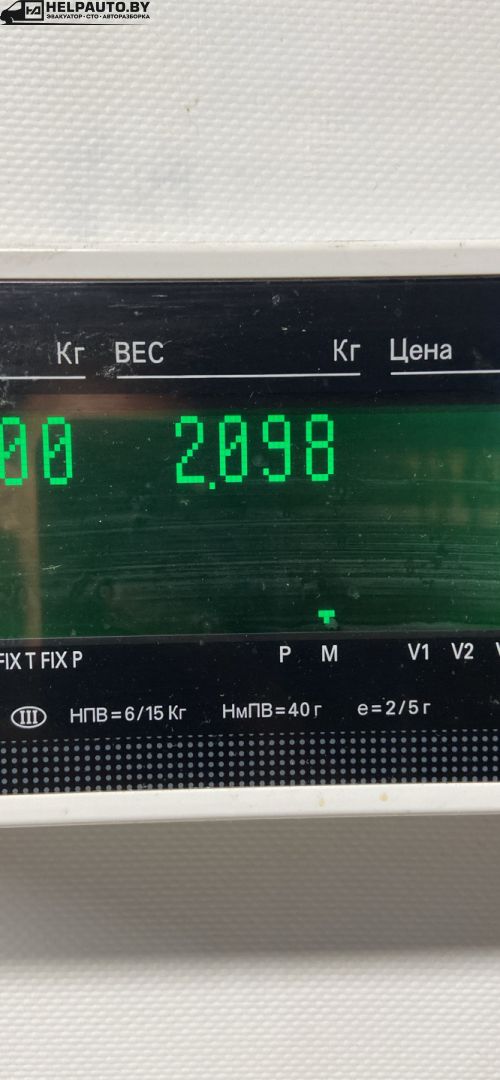 HELPAUTO.BY
ЭВАКУАТОР · СТО · АВТОРАЗБОРКА
Кг ВЕС Кг Цена
00 2.098
FIX T FIX P P M V1 V2
III НПВ=6/15 Кг НмПВ=40 г e=2/5 г